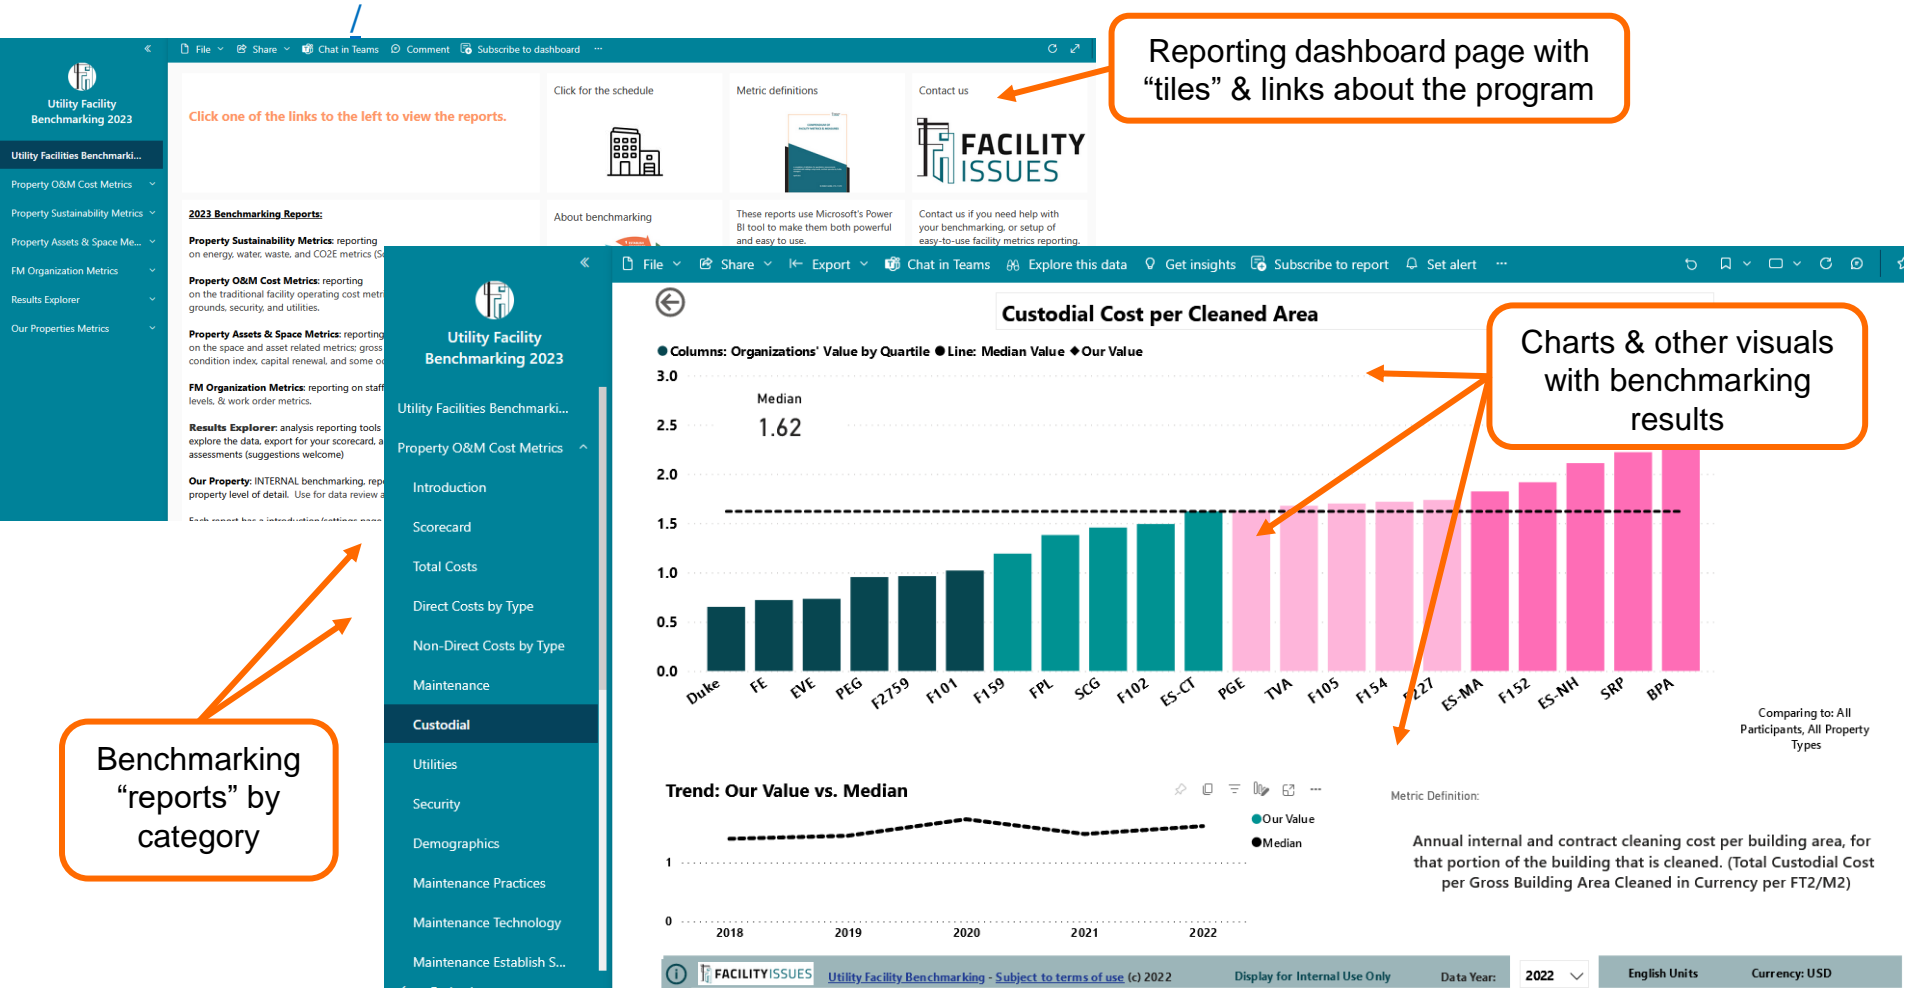 /
File Share Chat in Teams Comment Subscribe to dashboard ...
Reporting dashboard page with
“tiles” & links about the program
Utility Facility
Benchmarking 2023
Utility Facilities Benchmarki...
Property O&M Cost Metrics
Property Sustainability Metrics
Property Assets & Space Me...
FM Organization Metrics
Results Explorer
Our Properties Metrics
Click one of the links to the left to view the reports.
Click for the schedule
Metric definitions
Contact us
FACILITY
ISSUES
2023 Benchmarking Reports:
Property Sustainability Metrics: reporting
on energy, water, waste, and CO2E metrics (Sc
Property O&M Cost Metrics: reporting
on the traditional facility operating cost metri
grounds, security, and utilities.
Property Assets & Space Metrics: reporting
on the space and asset related metrics; gross
condition index, capital renewal, and some oc
FM Organization Metrics: reporting on staff
levels, & work order metrics.
Results Explorer: analysis reporting tools
explore the data, export for your scorecard, a
assessments (suggestions welcome)
Our Property: INTERNAL benchmarking, rep
property level of detail. Use for data review a
About benchmarking
These reports use Microsoft's Power
BI tool to make them both powerful
and easy to use.
Contact us if you need help with
your benchmarking, or setup of
easy-to-use facility metrics reporting.
File Share Export Chat in Teams Explore this data Get insights Subscribe to report Set alert ...
Utility Facility
Benchmarking 2023
Utility Facilities Benchmarki...
Property O&M Cost Metrics
Introduction
Scorecard
Total Costs
Direct Costs by Type
Non-Direct Costs by Type
Maintenance
Custodial
Utilities
Security
Demographics
Maintenance Practices
Maintenance Technology
Maintenance Establish S...
Custodial Cost per Cleaned Area
Columns: Organizations' Value by Quartile Line: Median Value Our Value
Charts & other visuals
with benchmarking
results
Median
1.62
3.0
2.5
2.0
1.5
1.0
0.5
0.0
Duke FE EVE PEG F2759 F101 F159 FPL SCG F102 ES-CT PGE TVA F105 F154 ES-MA F152 ES-NH SRP BPA
Comparing to: All
Participants, All Property
Types
Benchmarking
“reports” by
category
Trend: Our Value vs. Median
Our Value
Median
1
0
2018 2019 2020 2021 2022
Metric Definition:
Annual internal and contract cleaning cost per building area, for
that portion of the building that is cleaned. (Total Custodial Cost
per Gross Building Area Cleaned in Currency per FT2/M2)
FACILITYISSUES Utility Facility Benchmarking - Subject to terms of use (c) 2022 Display for Internal Use Only Data Year: 2022 English Units Currency: USD